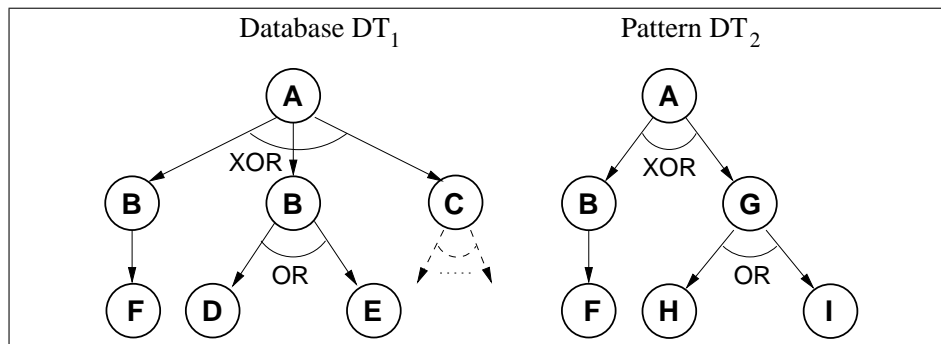 Database DT1 Pattern DT2
A A
XOR XOR
B B C B G
OR ..... OR
F D E F H I